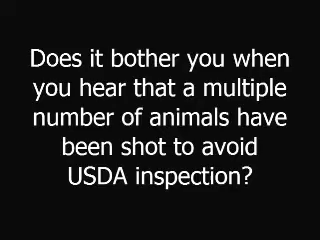 Does it bother you when
you hear that a multiple
number of animals have
been shot to avoid
USDA inspection?